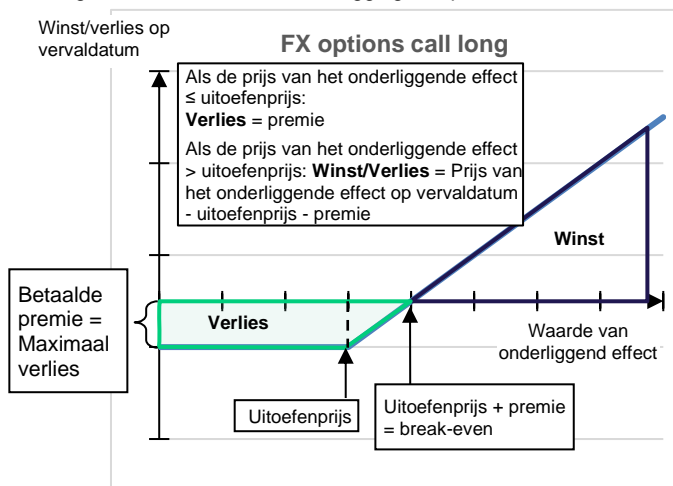 Winst/verlies op
vervaldatum
FX options call long
Als de prijs van het onderliggende effect
≤ uitoefenprijs:
Verlies = premie
Als de prijs van het onderliggende effect
> uitoefenprijs: Winst/Verlies = Prijs van
het onderliggende effect op vervaldatum
- uitoefenprijs - premie
Winst
Betaalde
premie =
Maximaal
verlies
Verlies
Waarde van
onderliggend effect
Uitoefenprijs
Uitoefenprijs + premie
= break-even